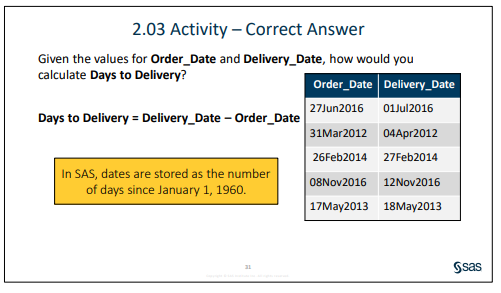 2.03 Activity – Correct Answer
Given the values for Order_Date and Delivery_Date, how would you
calculate Days to Delivery?
Days to Delivery = Delivery_Date – Order_Date
In SAS, dates are stored as the number
of days since January 1, 1960.
Order_Date Delivery_Date
27Jun2016 01Jul2016
31Mar2012 04Apr2012
26Feb2014 27Feb2014
08Nov2016 12Nov2016
17May2013 18May2013
31
sas